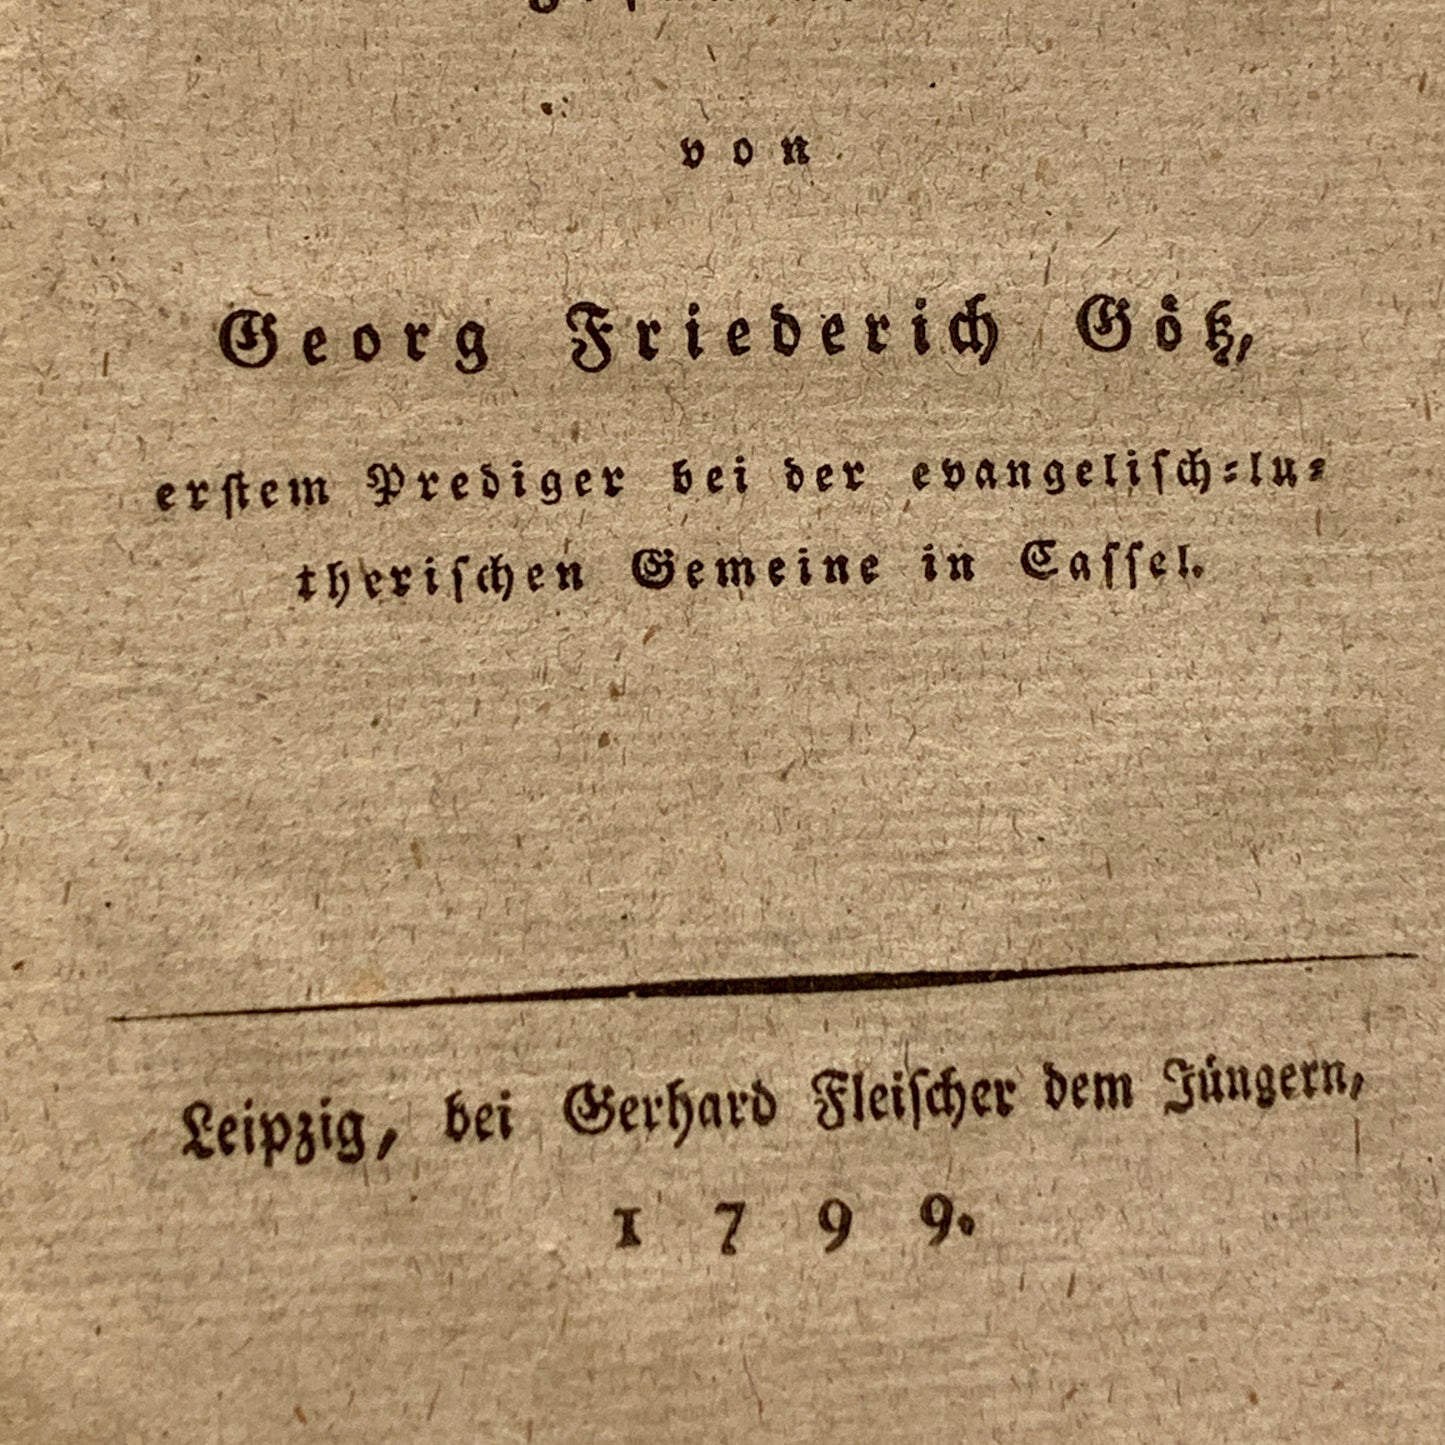 von
Georg Friederich Götz,
erstem Prediger bei der evangelisch-lu-
therischen Gemeine in Cassel.
Leipzig, bei Gerhard Fleischer dem Jüngern,
1799.